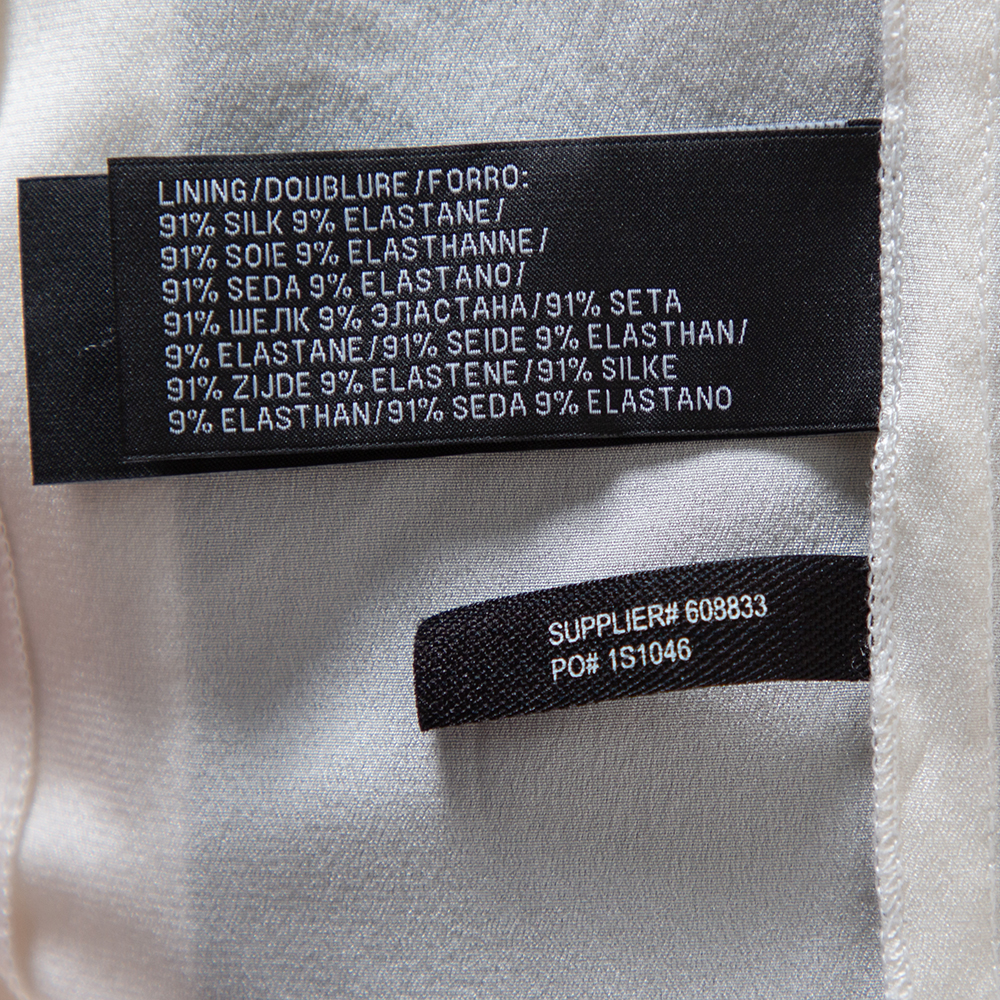 LINING/DOUBLURE/FORRO:
91% SILK 9% ELASTANE/
91% SOIE 9% ELASTHANNE/
91% SEDA 9% ELASTANO/
91% ШЕЛК 9% ЭЛАСТАНА/91% SETA
9% ELASTANE/91% SEIDE 9% ELASTHAN/
91% ZIJDE 9% ELASTENE/91% SILKE
9% ELASTHAN/91% SEDA 9% ELASTANO
SUPPLIER# 608833
PO# 1S1046